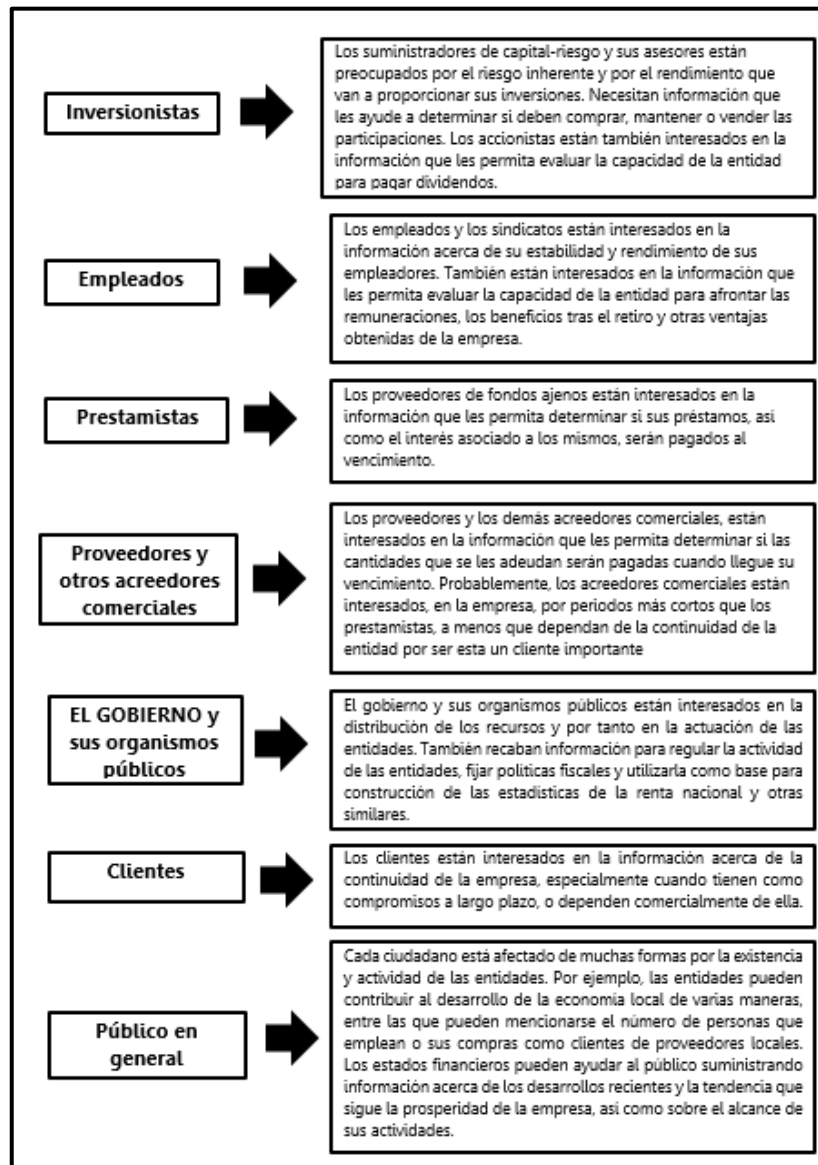 Inversionistas
Los suministradores de capital-riesgo y sus asesores están
preocupados por el riesgo inherente y por el rendimiento que
van a proporcionar sus inversiones. Necesitan información que
les ayude a determinar si deben comprar, mantener o vender las
participaciones. Los accionistas están también interesados en la
información que les permita evaluar la capacidad de la entidad
para pagar dividendos.
Empleados
Los empleados y los sindicatos están interesados en la
información acerca de su estabilidad y rendimiento de sus
empleadores. También están interesados en la información que
les permita evaluar la capacidad de la entidad para afrontar las
remuneraciones, los beneficios tras el retiro y otras ventajas
obtenidas de la empresa.
Prestamistas
Los proveedores de fondos ajenos están interesados en la
información que les permita determinar si sus préstamos, así
como el interés asociado a los mismos, serán pagados al
vencimiento.
Proveedores y
otros acreedores
comerciales
Los proveedores y los demás acreedores comerciales, están
interesados en la información que les permita determinar si las
cantidades que se les adeudan serán pagadas cuando llegue su
vencimiento. Probablemente, los acreedores comerciales están
interesados, en la empresa, por periodos más cortos que los
prestamistas, a menos que dependan de la continuidad de la
entidad por ser esta un cliente importante
EL GOBIERNO y
sus organismos
públicos
El gobierno y sus organismos públicos están interesados en la
distribución de los recursos y por tanto en la actuación de las
entidades. También recaban información para regular la actividad
de las entidades, fijar políticas fiscales y utilizarla como base para
construcción de las estadísticas de la renta nacional y otras
similares.
Clientes
Los clientes están interesados en la información acerca de la
continuidad de la empresa, especialmente cuando tienen como
compromisos a largo plazo, o dependen comercialmente de ella.
Público en
general
Cada ciudadano está afectado de muchas formas por la existencia
y actividad de las entidades. Por ejemplo, las entidades pueden
contribuir al desarrollo de la economía local de varias maneras,
entre las que pueden mencionarse el número de personas que
emplean o sus compras como clientes de proveedores locales.
Los estados financieros pueden ayudar al público suministrando
información acerca de los desarrollos recientes y la tendencia que
sigue la prosperidad de la empresa, así como sobre el alcance de
sus actividades.